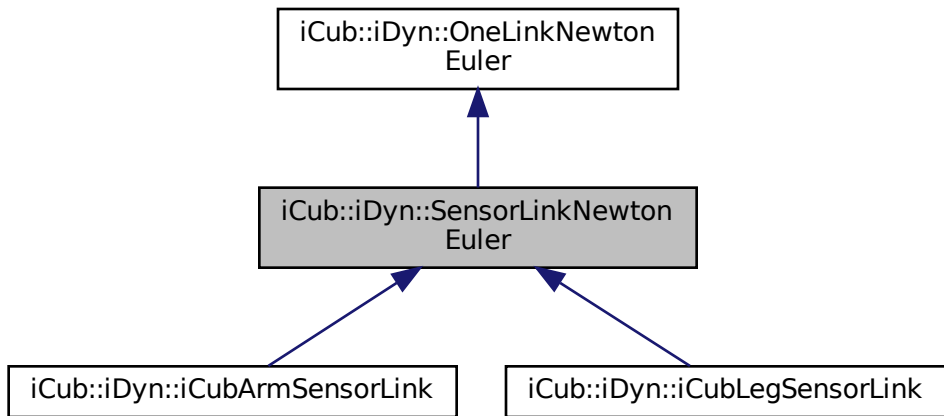 iCub::iDyn::OneLinkNewton
Euler
iCub::iDyn::SensorLinkNewton
Euler
iCub::iDyn::iCubArmSensorLink
iCub::iDyn::iCubLegSensorLink